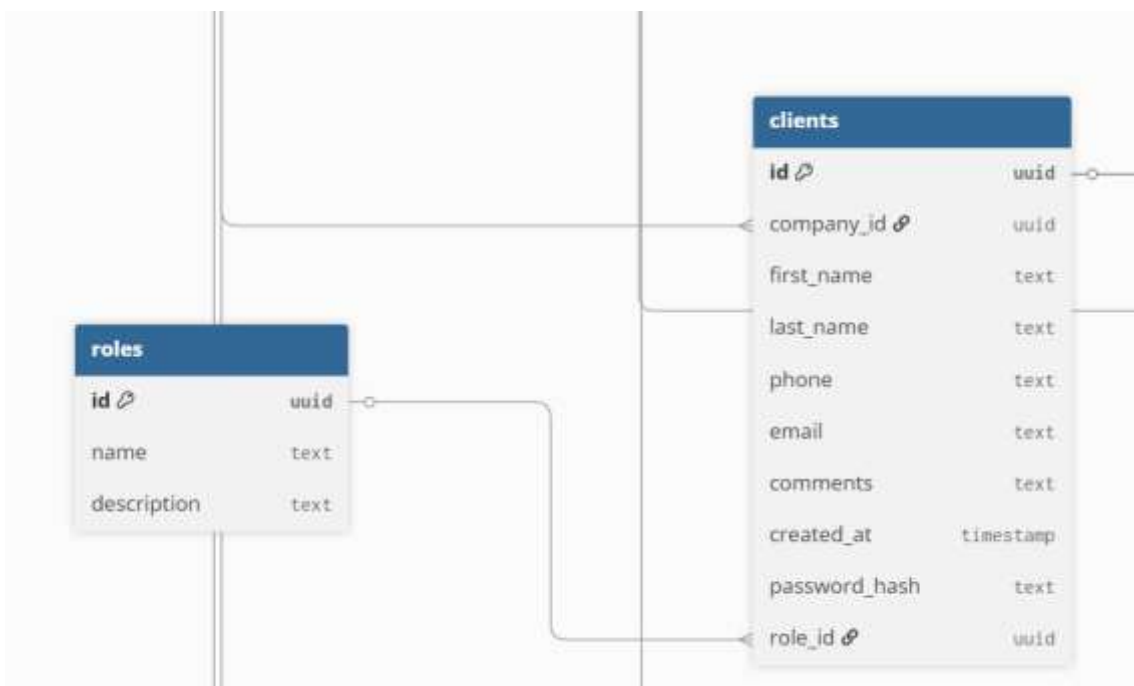 clients
id uuid
company_id uuid
first_name text
last_name text
phone text
email text
comments text
created_at timestamp
password_hash text
role_id uuid
roles
id uuid
name text
description text